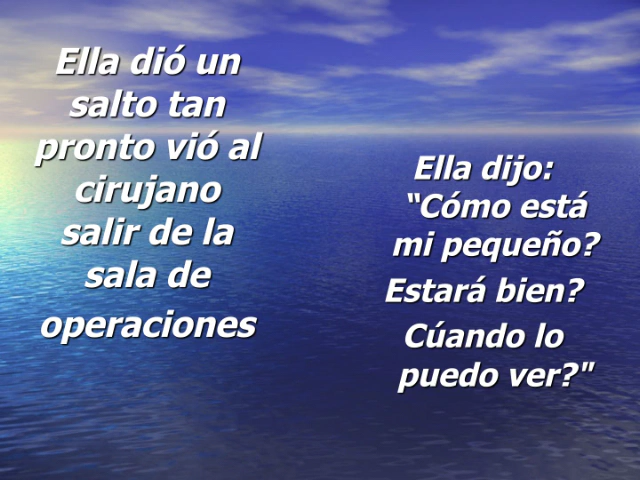 Ella dió un
salto tan
pronto vió al
cirujano
salir de la
sala de
operaciones
Ella dijo:
“Cómo está
mi pequeño?
Estará bien?
Cúando lo
puedo ver?"